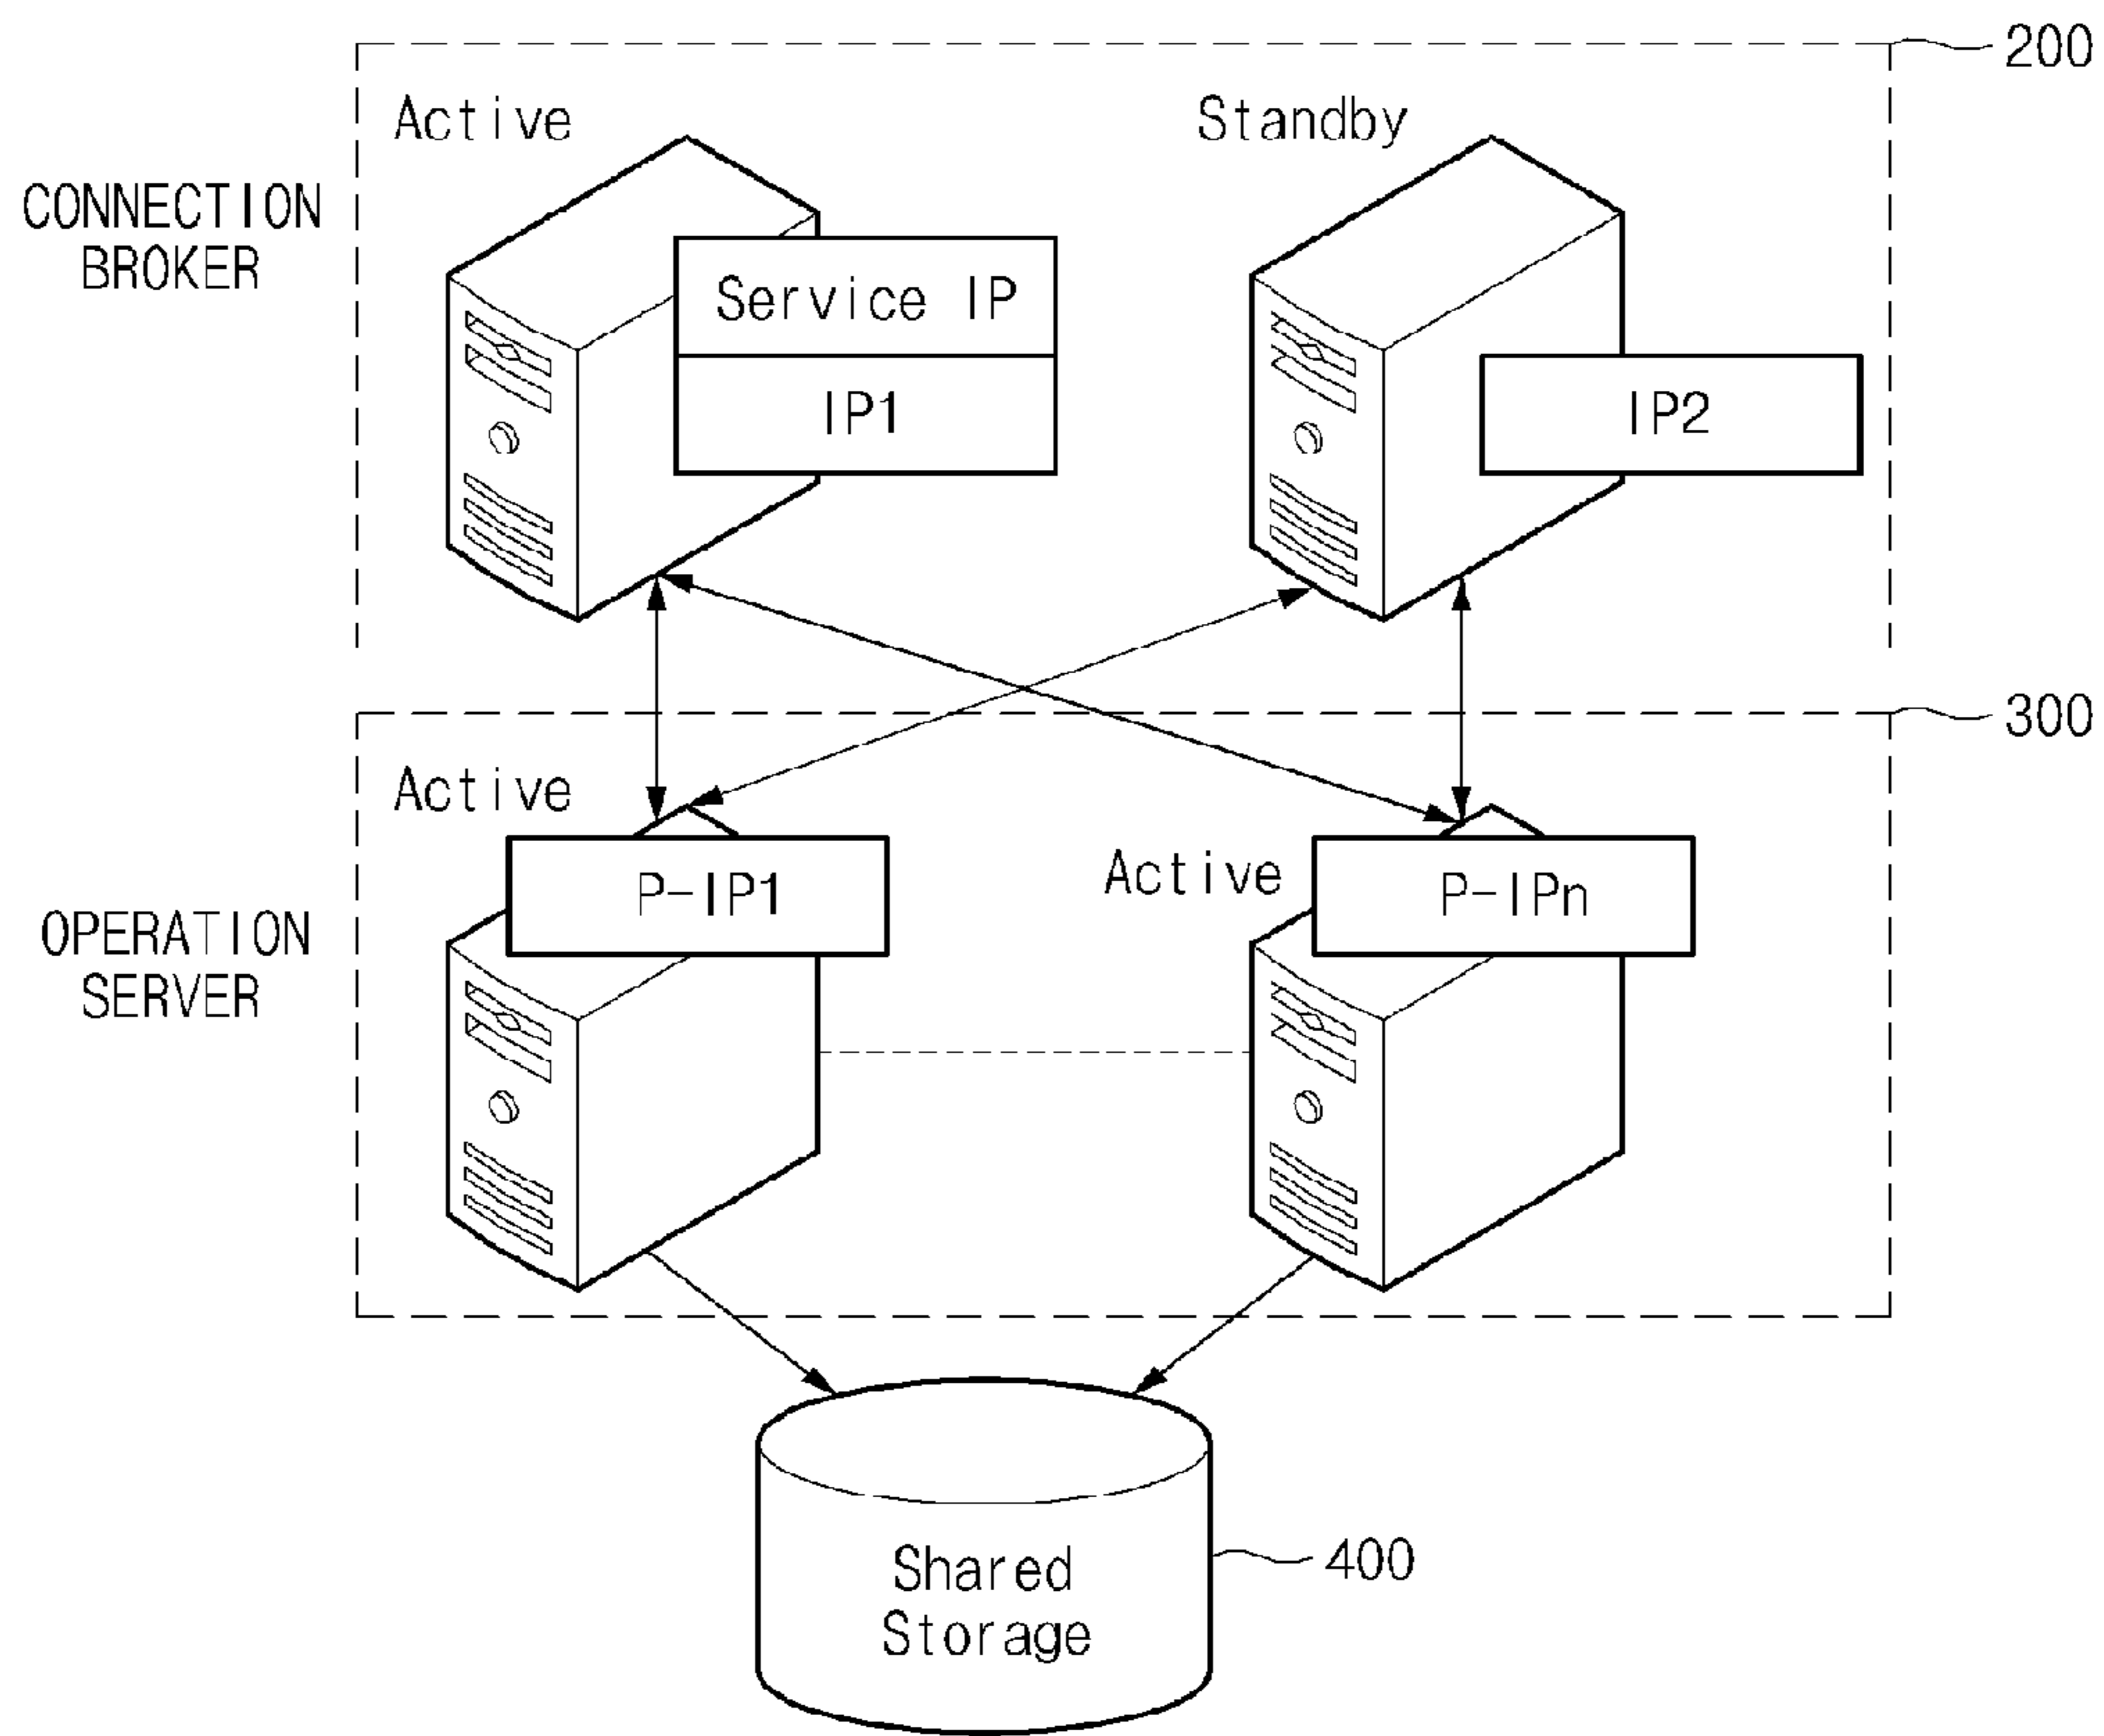 200
Active
Standby
CONNECTION
BROKER
Service IP
IP1
IP2
300
Active
P-IP1
Active
P-IPn
OPERATION
SERVER
Shared
Storage
400